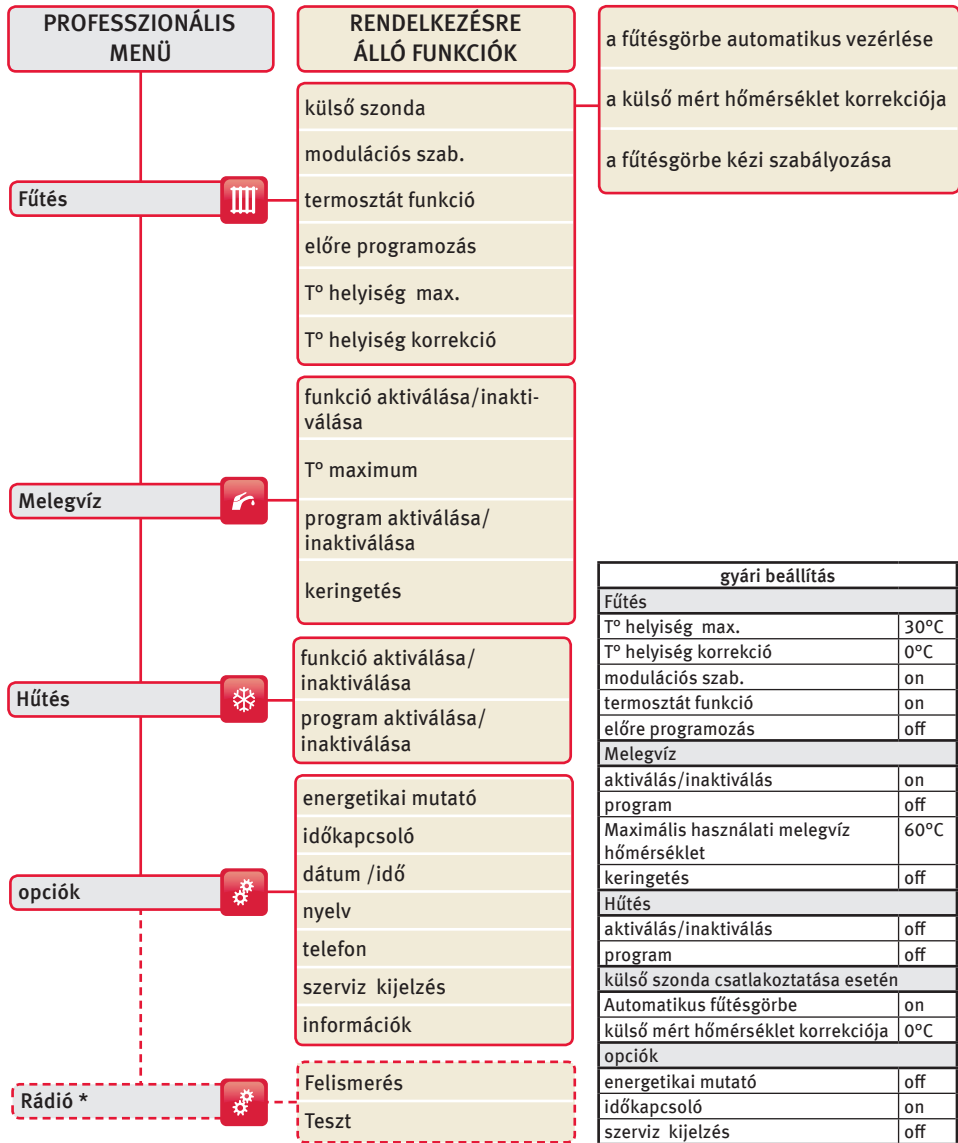 PROFESSZIONÁLIS
MENÜ
RENDELKEZÉSRE
ÁLLÓ FUNKCIÓK
a fűtésgörbe automatikus vezérlése
a külső mért hőmérséklet korrekciója
a fűtésgörbe kézi szabályozása
Fűtés
külső szonda
modulációs szab.
termosztát funkció
előre programozás
T° helyiség max.
T° helyiség korrekció
Melegvíz
funkció aktiválása/inakti-
válása
T° maximum
program aktiválása/
inaktiválása
keringetés
Hűtés
funkció aktiválása/
inaktiválása
program aktiválása/
inaktiválása
opciók
energetikai mutató
időkapcsoló
dátum /idő
nyelv
telefon
szerviz kijelzés
információk
Rádió *
Felismerés
Teszt
gyári beállítás
Fűtés
T° helyiség max. 30°C
T° helyiség korrekció 0°C
modulációs szab. on
termosztát funkció on
előre programozás off
Melegvíz
aktiválás/inaktiválás on
program off
Maximális használati melegvíz 60°C
hőmérséklet
keringetés off
Hűtés
aktiválás/inaktiválás off
program off
külső szonda csatlakoztatása esetén
Automatikus fűtésgörbe on
külső mért hőmérséklet korrekciója 0°C
opciók
energetikai mutató off
időkapcsoló on
szerviz kijelzés off